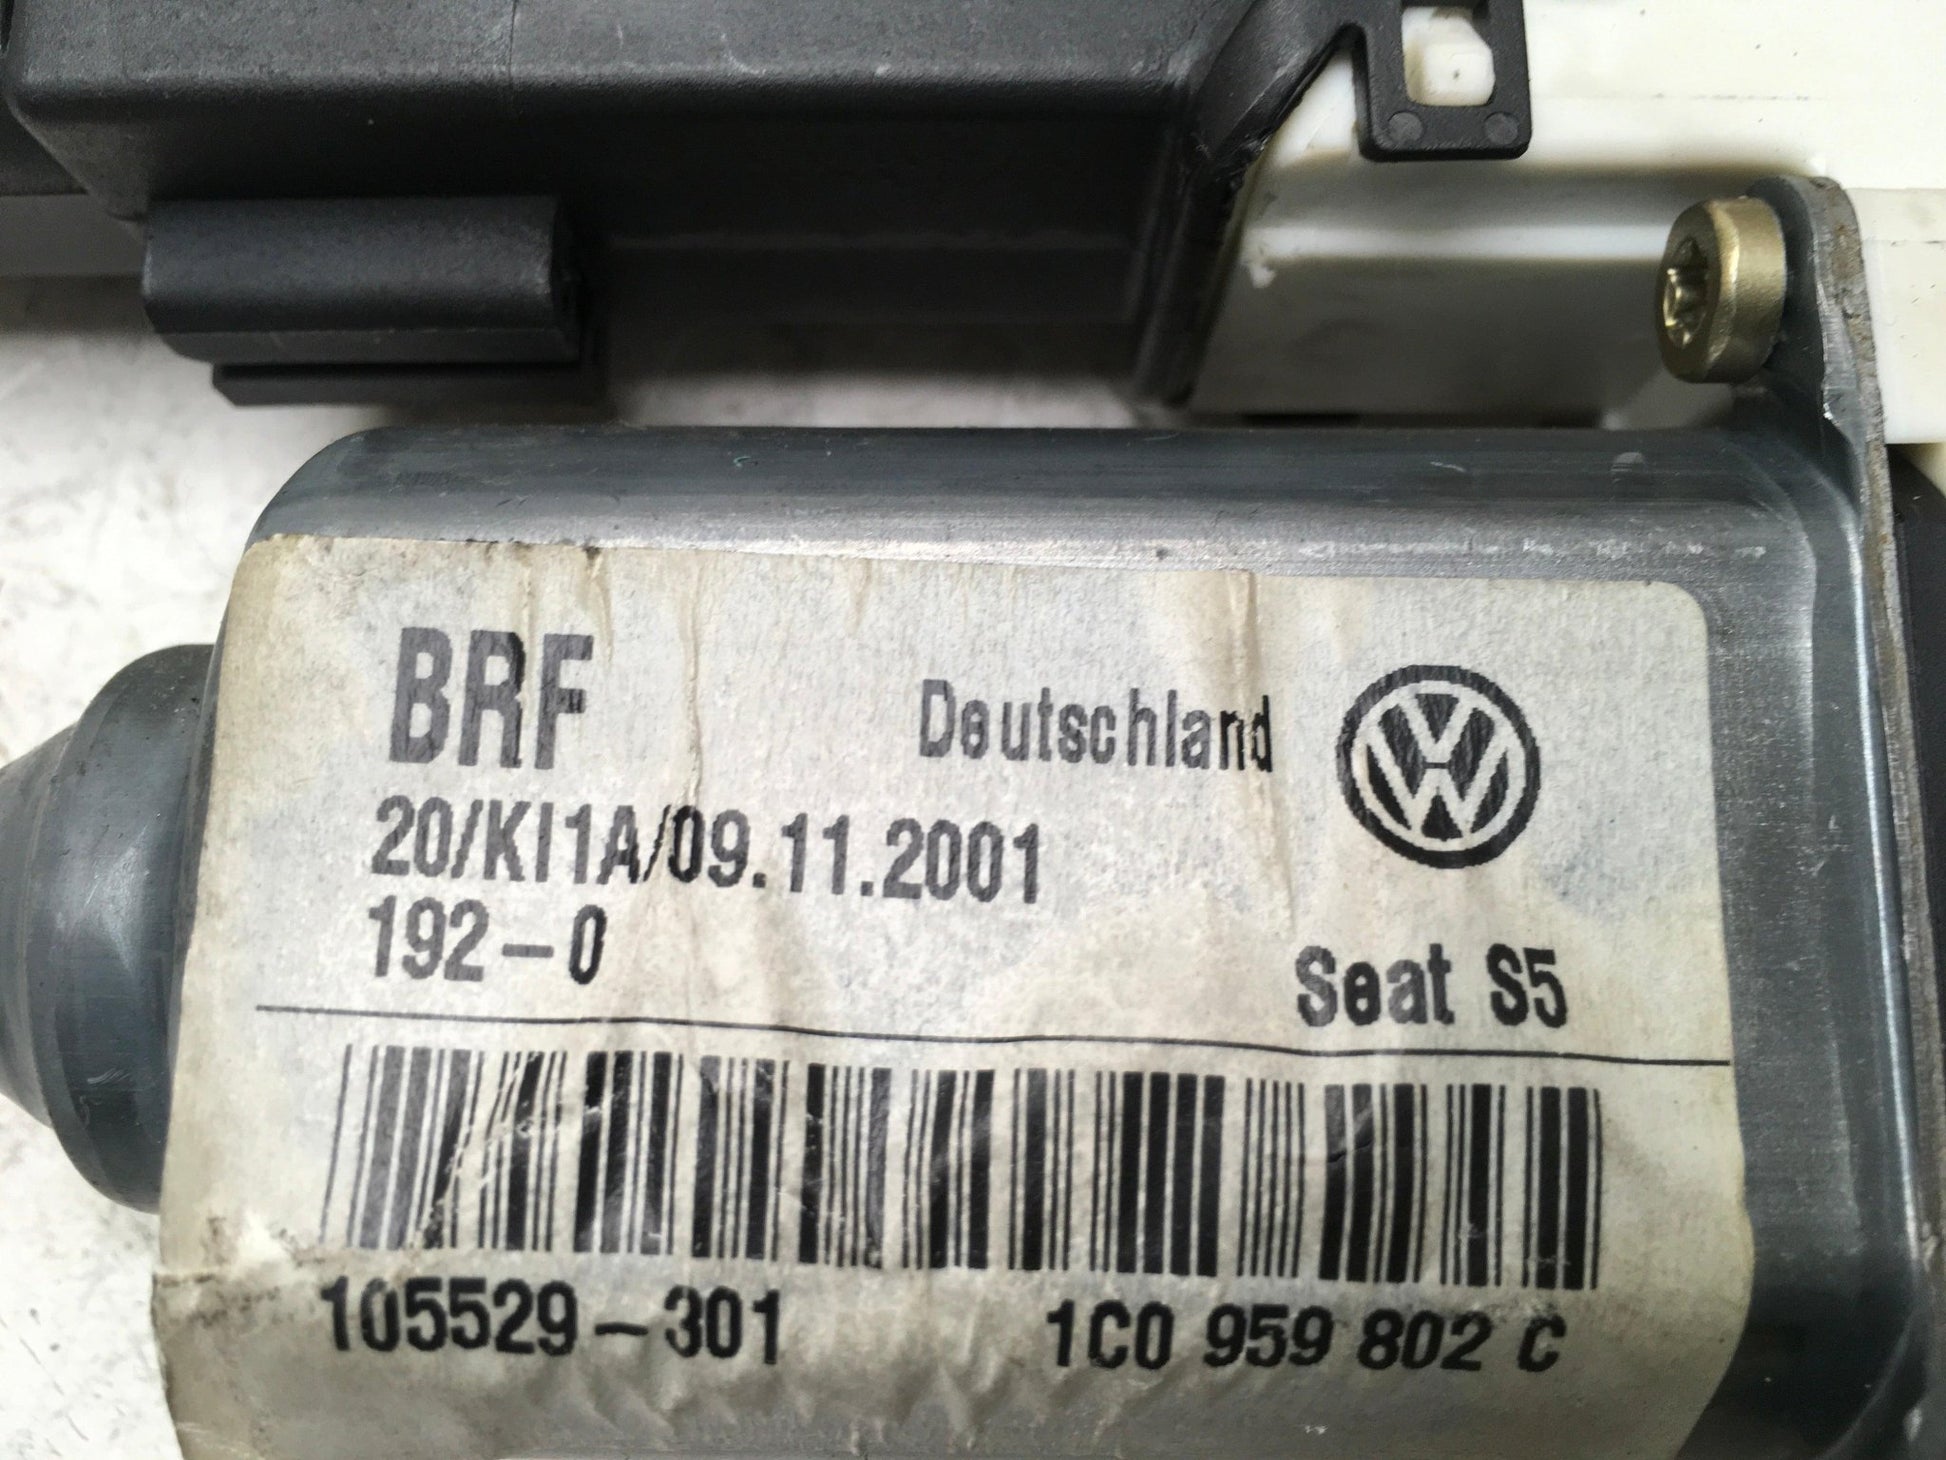 BRF Deutschland
20/KI1A/09.11.2001
192-0
Seat S5
105529-301 1C0 959 802 C